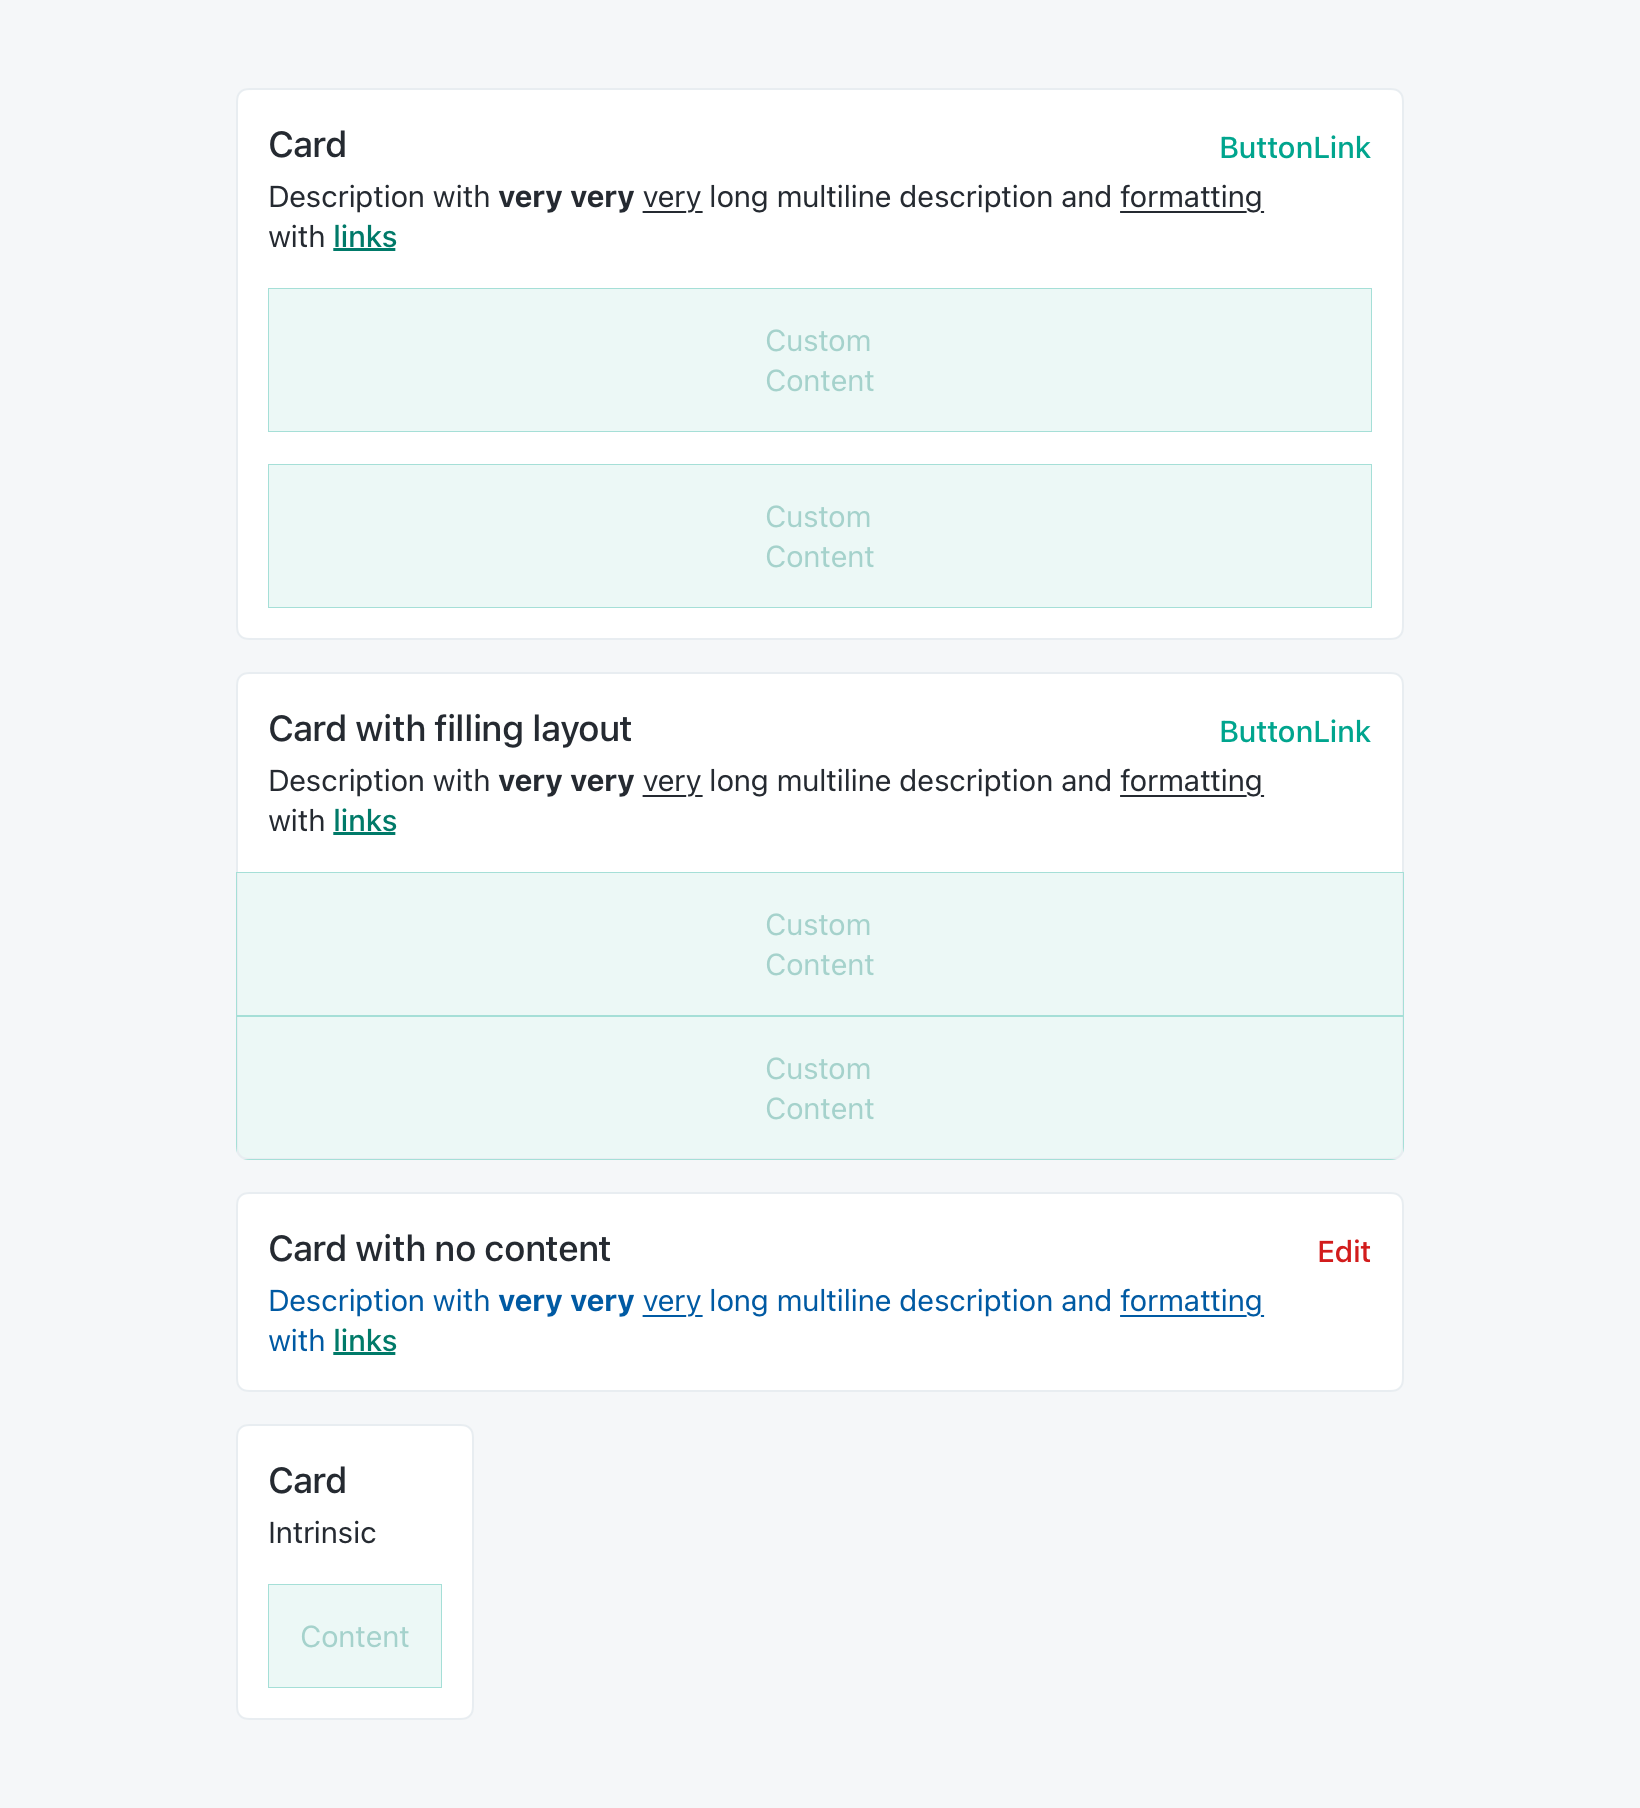 Card
ButtonLink
Description with very very very long multiline description and formatting
with links
Custom
Content
Custom
Content
Card with filling layout
ButtonLink
Description with very very very long multiline description and formatting
with links
Custom
Content
Custom
Content
Card with no content
Edit
Description with very very very long multiline description and formatting
with links
Card
Intrinsic
Content